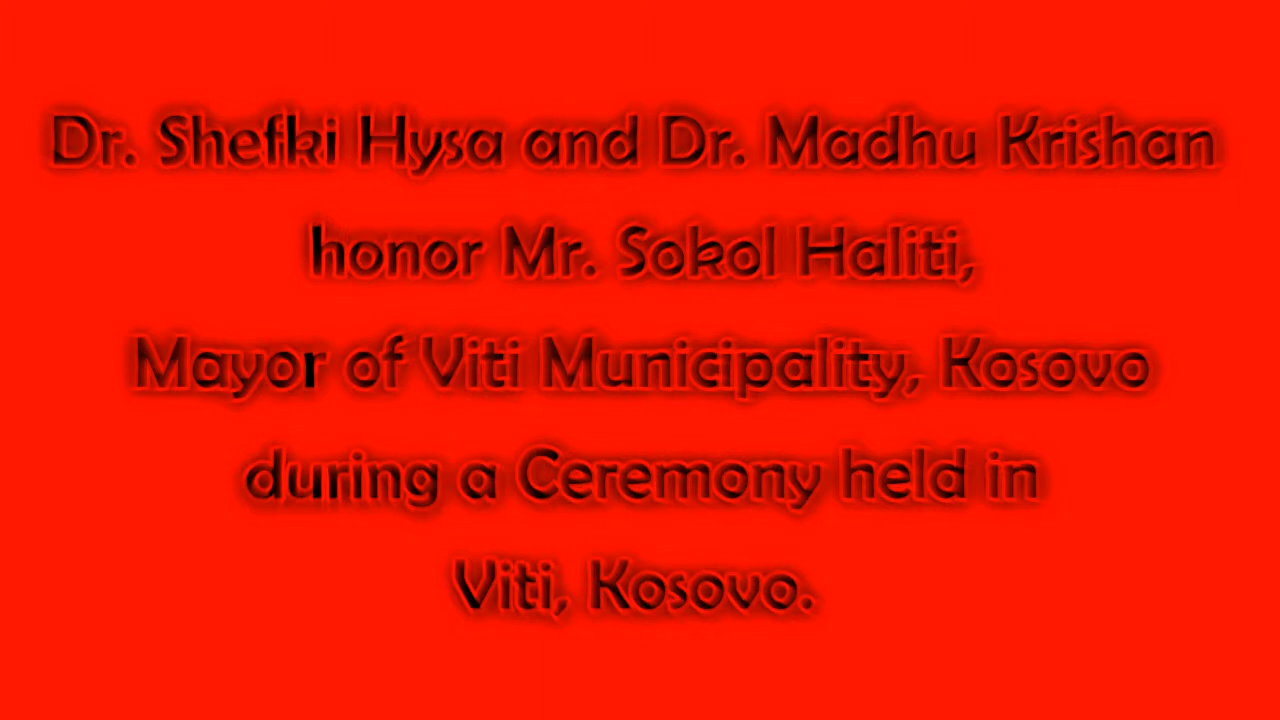 Dr. Shefki Hysa and Dr. Madhu Krishan
honor Mr. Sokol Haliti,
Mayor of Viti Municipality, Kosovo
during a Ceremony held in
Viti, Kosovo.